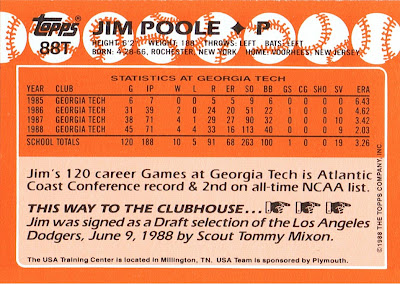 TOPPS
88T
JIM POOLE ♦ P
HEIGHT: 6'2" WEIGHT: 188 THROWS: LEFT BATS: LEFT
BORN: 4-28-66, ROCHESTER, NEW YORK HOME: VOORHEES, NEW JERSEY
STATISTICS AT GEORGIA TECH
YEAR CLUB G IP W L R ER SO BB GS CG SHO SV ERA
1985 GEORGIA TECH 6 7 0 0 5 5 9 6 0 0 0 0 6.43
1986 GEORGIA TECH 31 39 2 0 24 20 51 22 1 0 0 0 4.62
1987 GEORGIA TECH 38 71 4 1 29 27 90 32 0 0 0 10 3.42
1988 GEORGIA TECH 45 71 4 4 33 16 113 40 0 0 0 9 2.03
SCHOOL TOTALS 120 188 10 5 91 68 263 100 1 0 0 19 3.26
Jim's 120 career Games at Georgia Tech is Atlantic
Coast Conference record & 2nd on all-time NCAA list.
THIS WAY TO THE CLUBHOUSE...
Jim was signed as a Draft selection of the Los Angeles
Dodgers, June 9, 1988 by Scout Tommy Mixon.
The USA Training Center is located in Millington, TN. USA Team is sponsored by Plymouth.
©1988 THE TOPPS COMPANY, INC.